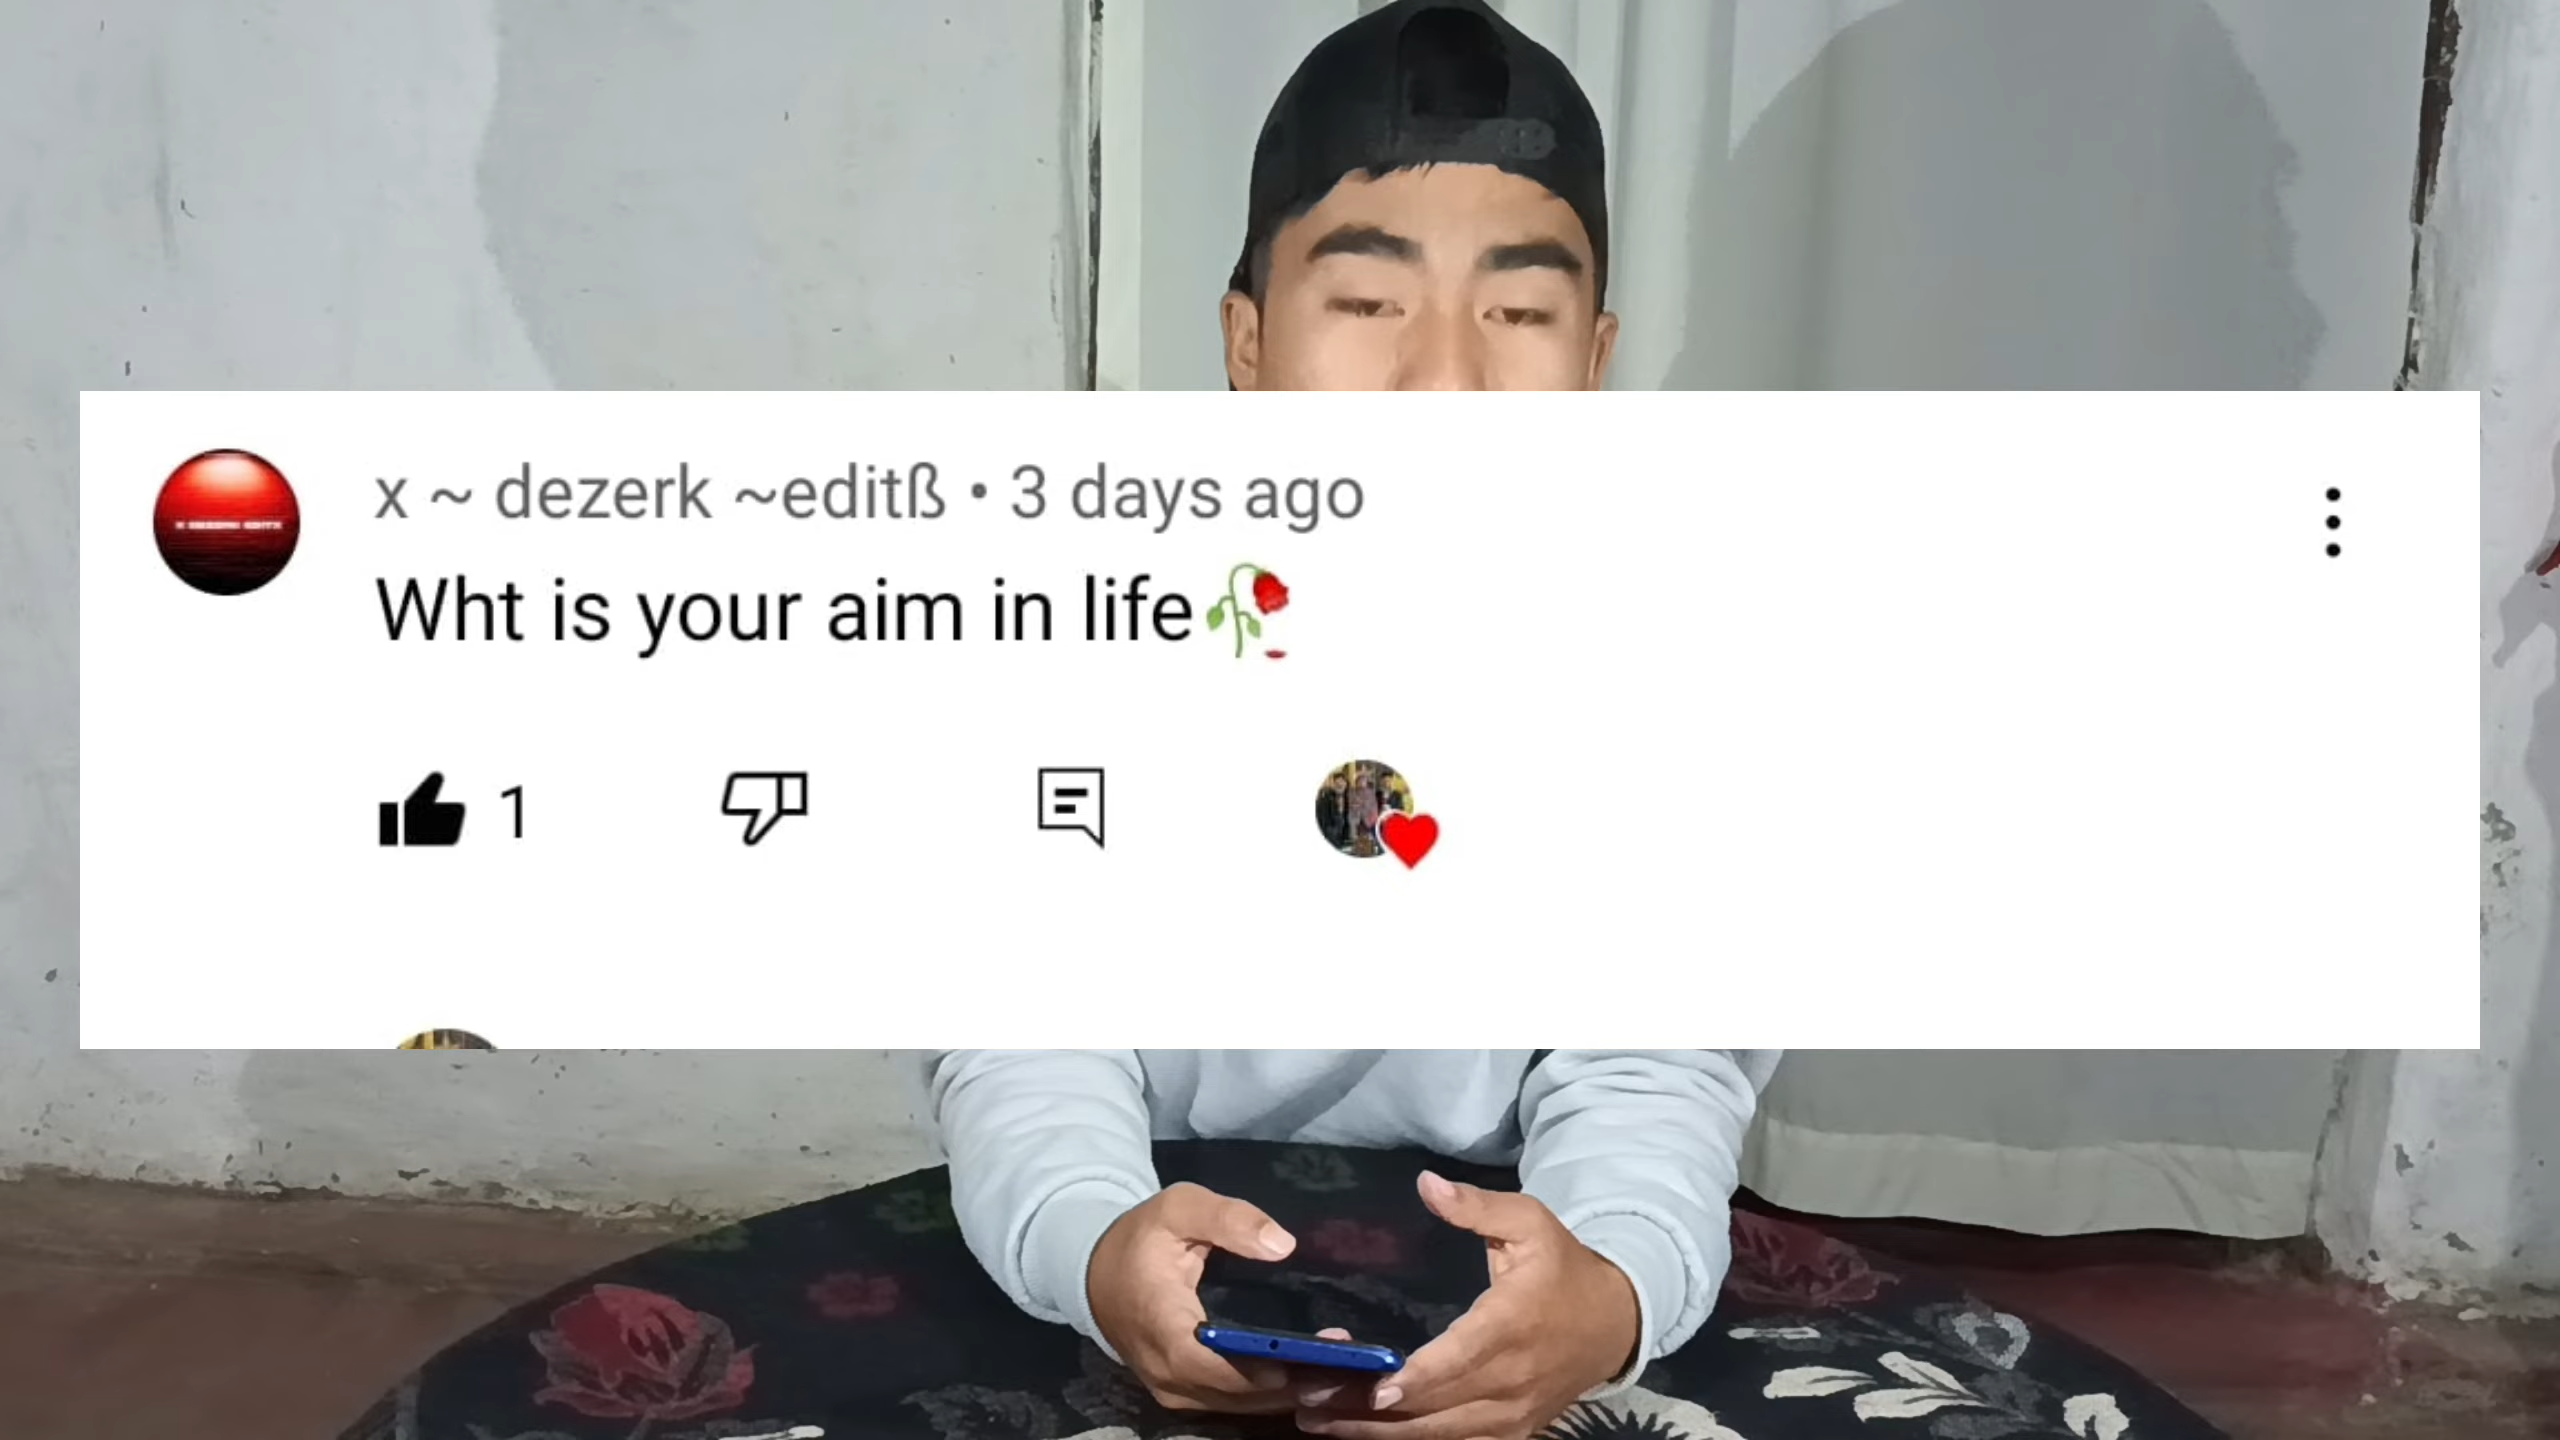 x ~ dezerk ~editß • 3 days ago
Wht is your aim in life🥀
1